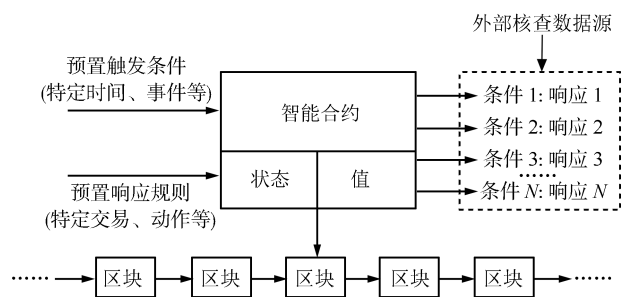 外部核查数据源
预置触发条件
(特定时间、事件等)
智能合约
条件 1: 响应 1
条件 2: 响应 2
条件 3: 响应 3
……
条件 N: 响应 N
状态
值
预置响应规则
(特定交易、动作等)
……
区块
区块
区块
区块
区块
……